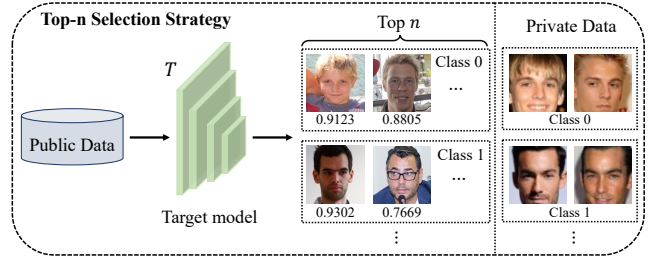 Top-n Selection Strategy
Top n
Private Data
T
Public Data
Target model
Class 0
...
0.9123
0.8805
Class 1
...
0.9302
0.7669
⋮
Class 0
Class 1
⋮